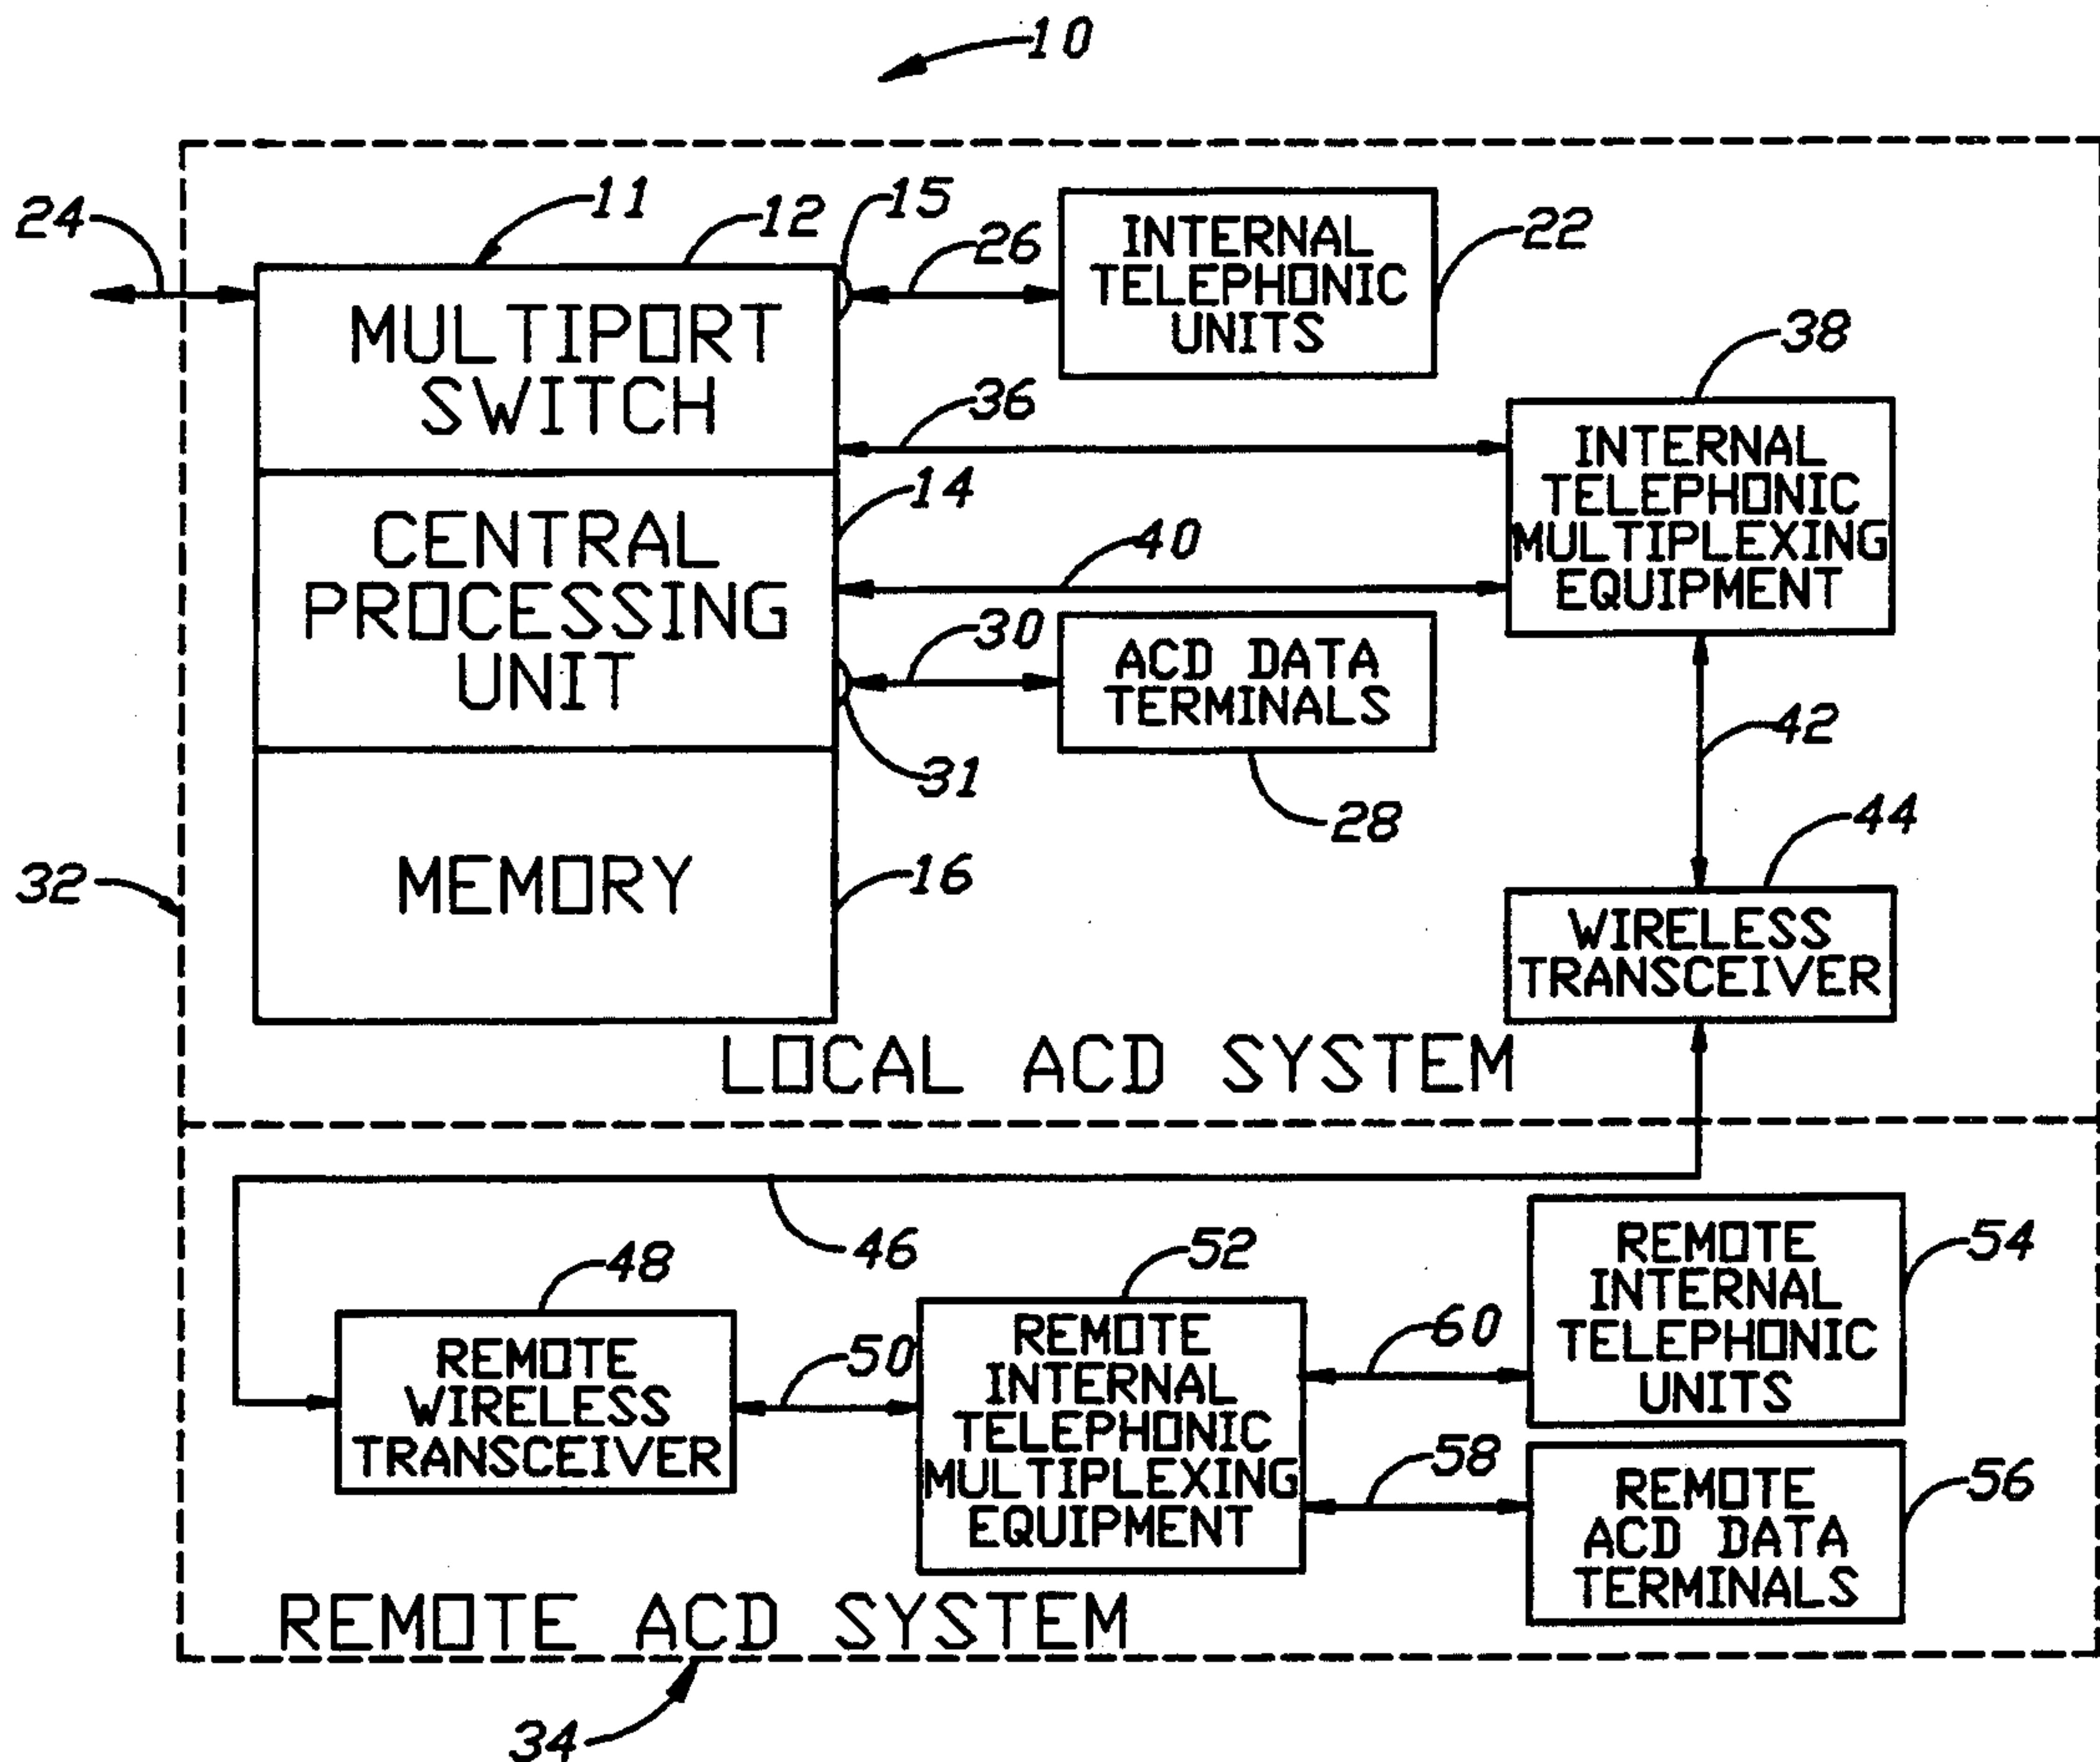 10
24
11
12
15
26
INTERNAL
TELEPHONIC
UNITS
22
MULTIPORT
SWITCH
36
38
INTERNAL
TELEPHONIC
MULTIPLEXING
EQUIPMENT
14
CENTRAL
PROCESSING
UNIT
40
30
ACD DATA
TERMINALS
31
28
42
44
32
MEMORY
16
WIRELESS
TRANSCEIVER
LOCAL ACD SYSTEM
46
48
REMOTE
WIRELESS
TRANSCEIVER
50
52
REMOTE
INTERNAL
TELEPHONIC
MULTIPLEXING
EQUIPMENT
60
REMOTE
INTERNAL
TELEPHONIC
UNITS
54
58
REMOTE
ACD DATA
TERMINALS
56
REMOTE ACD SYSTEM
34